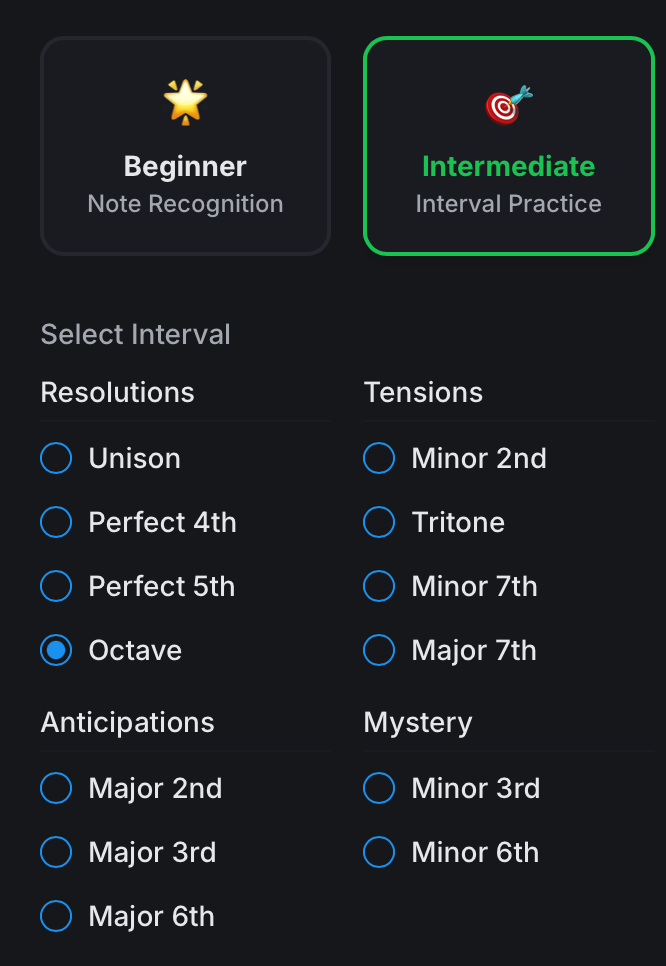 Beginner
Note Recognition
Intermediate
Interval Practice
Select Interval
Resolutions
Unison
Perfect 4th
Perfect 5th
Octave
Tensions
Minor 2nd
Tritone
Minor 7th
Major 7th
Anticipations
Major 2nd
Major 3rd
Major 6th
Mystery
Minor 3rd
Minor 6th